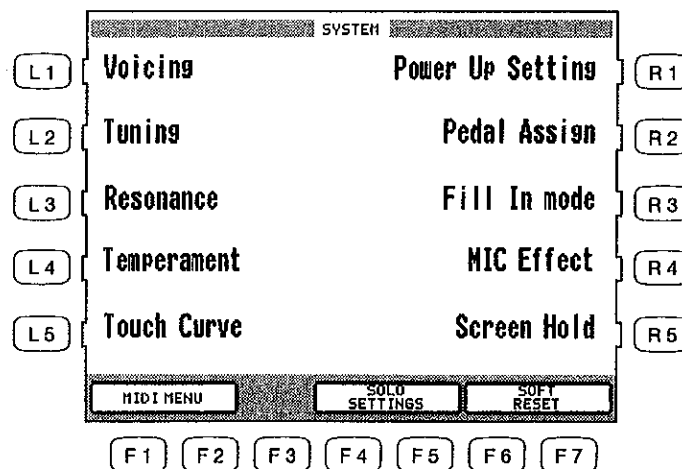 SYSTEM
L1 Voicing Power Up Setting R1
L2 Tuning Pedal Assign R2
L3 Resonance Fill In mode R3
L4 Temperament MIC Effect R4
L5 Touch Curve Screen Hold R5
MIDI MENU SOLO SETTINGS SOFT RESET
F1 F2 F3 F4 F5 F6 F7